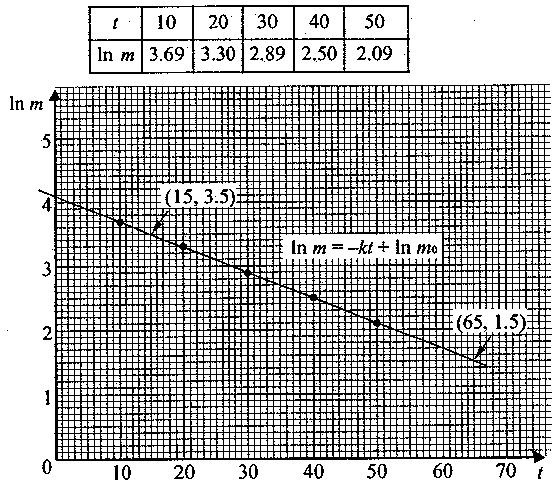 t 10 20 30 40 50
ln m 3.69 3.30 2.89 2.50 2.09
ln m
5
4
(15, 3.5)
ln m = –kt + ln m₀
3
(65, 1.5)
2
1
0 10 20 30 40 50 60 70 t